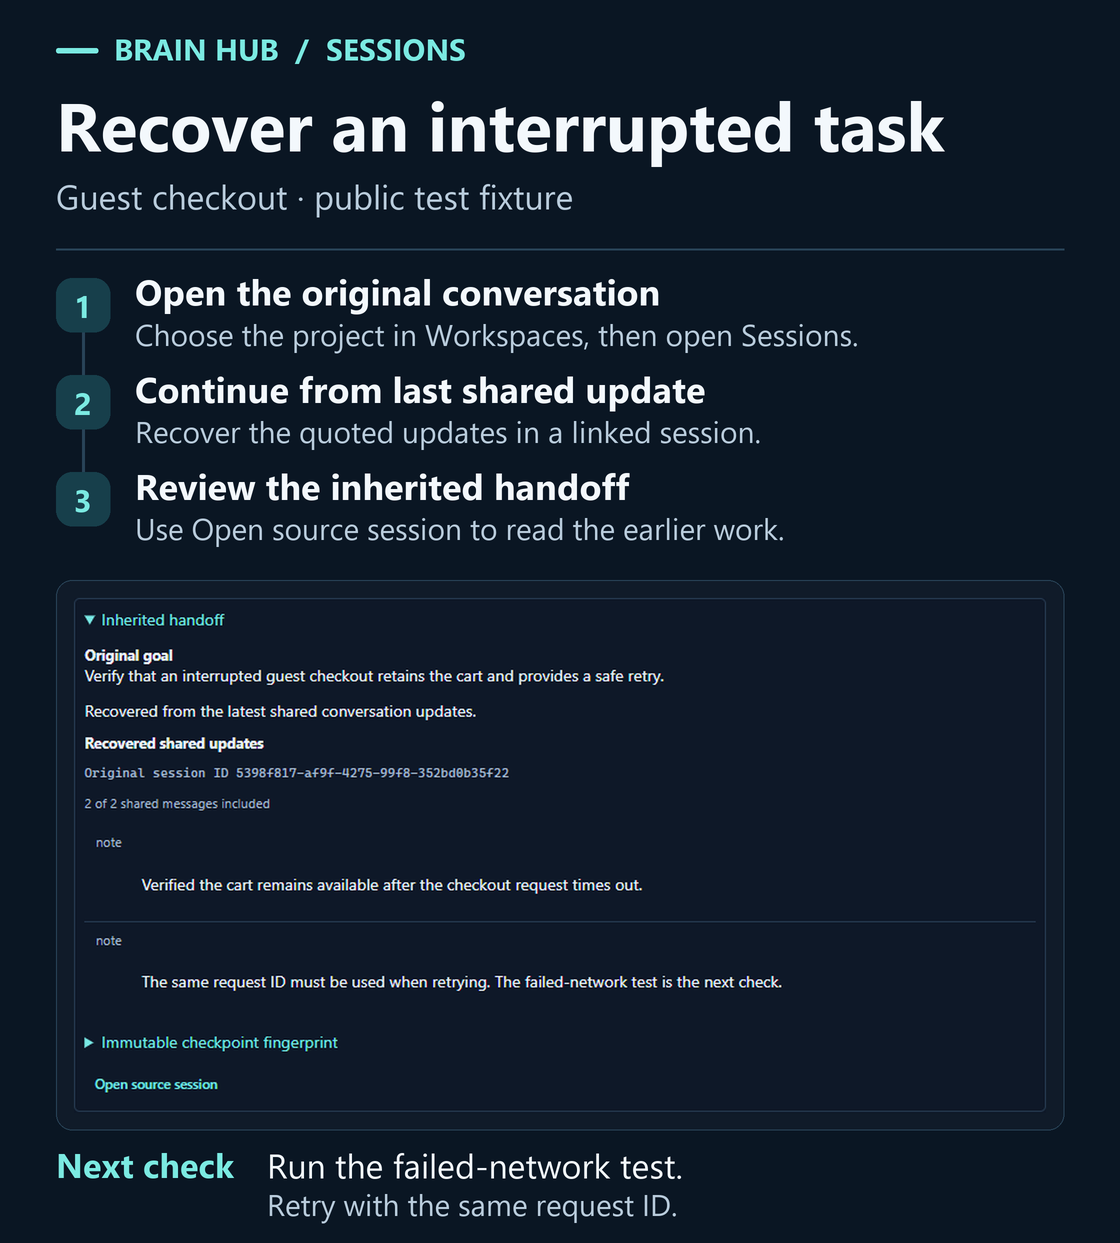 BRAIN HUB / SESSIONS
Recover an interrupted task
Guest checkout · public test fixture
1
Open the original conversation
Choose the project in Workspaces, then open Sessions.
2
Continue from last shared update
Recover the quoted updates in a linked session.
3
Review the inherited handoff
Use Open source session to read the earlier work.
▼ Inherited handoff
Original goal
Verify that an interrupted guest checkout retains the cart and provides a safe retry.
Recovered from the latest shared conversation updates.
Recovered shared updates
Original session ID 5398f817-af9f-4275-99f8-352bd0b35f22
2 of 2 shared messages included
note
Verified the cart remains available after the checkout request times out.
note
The same request ID must be used when retrying. The failed-network test is the next check.
▶ Immutable checkpoint fingerprint
Open source session
Next check Run the failed-network test.
Retry with the same request ID.